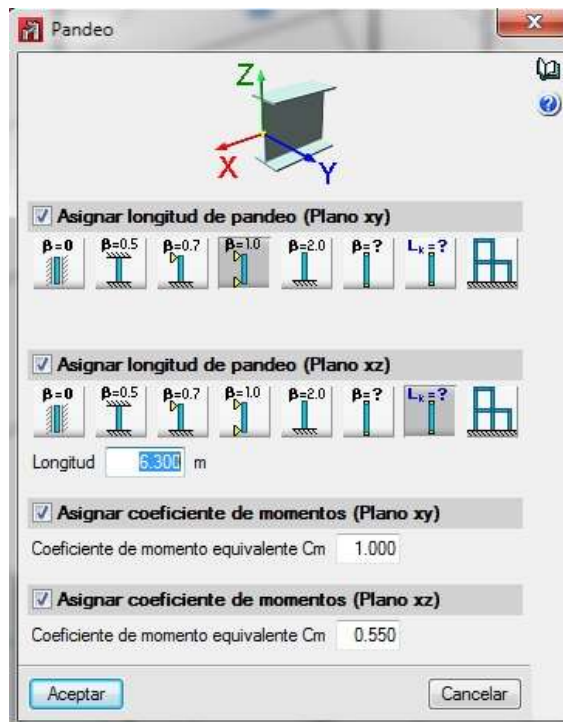 Pandeo
Z
X
Y
Asignar longitud de pandeo (Plano xy)
β=0 β=0.5 β=0.7 β=1.0 β=2.0 β=? Lk=?
Asignar longitud de pandeo (Plano xz)
β=0 β=0.5 β=0.7 β=1.0 β=2.0 β=? Lk=?
Longitud 6.300 m
Asignar coeficiente de momentos (Plano xy)
Coeficiente de momento equivalente Cm 1.000
Asignar coeficiente de momentos (Plano xz)
Coeficiente de momento equivalente Cm 0.550
Aceptar Cancelar